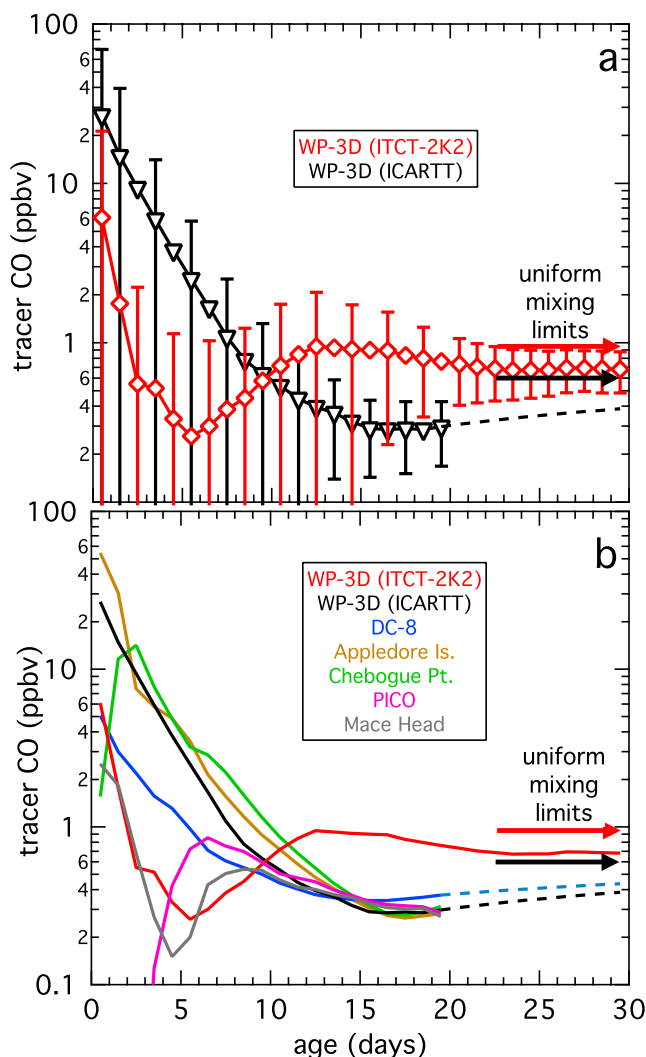 100
6
4
2
10
6
4
2
1
6
4
2
tracer CO (ppbv)
a
WP-3D (ITCT-2K2)
WP-3D (ICARTT)
uniform
mixing
limits
100
6
4
2
10
6
4
2
1
6
4
2
0.1
tracer CO (ppbv)
b
WP-3D (ITCT-2K2)
WP-3D (ICARTT)
DC-8
Appledore Is.
Chebogue Pt.
PICO
Mace Head
uniform
mixing
limits
0 5 10 15 20 25 30
age (days)